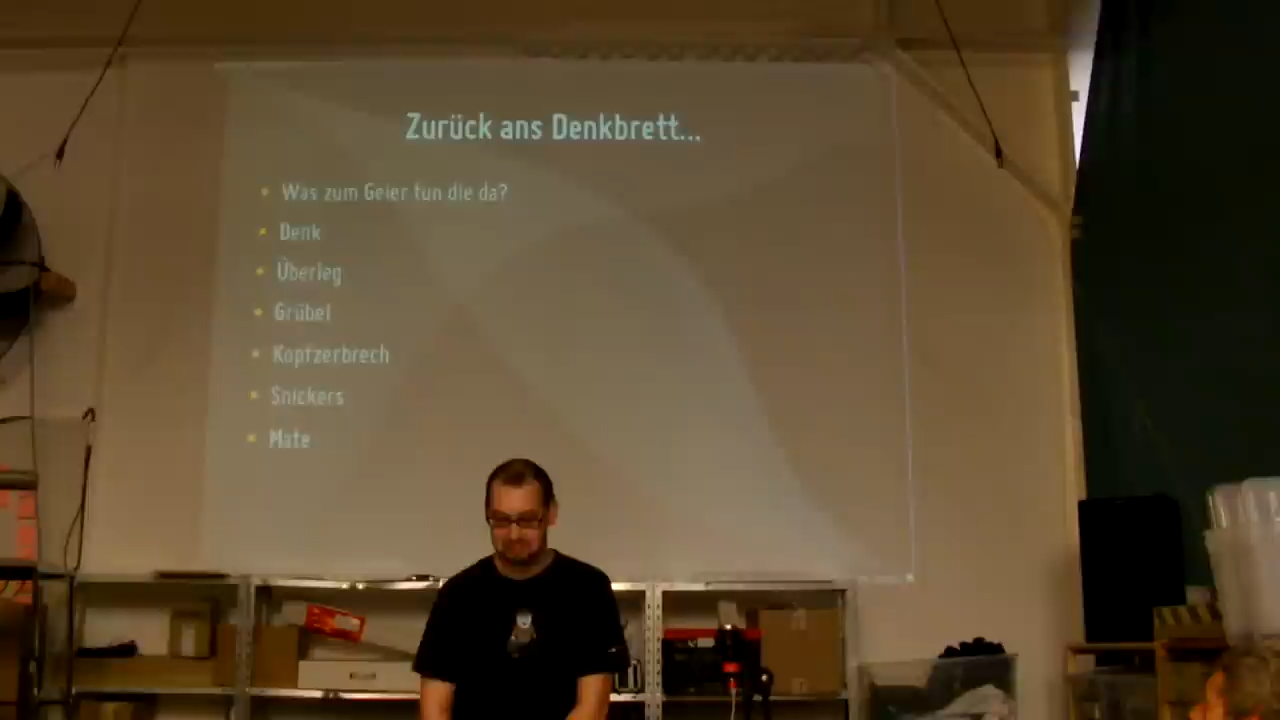 Zurück ans Denkbrett...
Was zum Geier tun die da?
Denk
Überleg
Grübel
Kopfzerbrech
Snickers
Mate